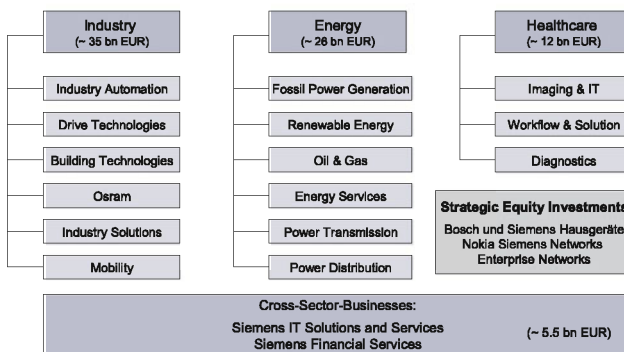 Industry
(~ 35 bn EUR)
Industry Automation
Drive Technologies
Building Technologies
Osram
Industry Solutions
Mobility
Energy
(~ 26 bn EUR)
Fossil Power Generation
Renewable Energy
Oil & Gas
Energy Services
Power Transmission
Power Distribution
Healthcare
(~ 12 bn EUR)
Imaging & IT
Workflow & Solution
Diagnostics
Strategic Equity Investments
Bosch und Siemens Hausgeräte
Nokia Siemens Networks
Enterprise Networks
Cross-Sector-Businesses:
Siemens IT Solutions and Services
Siemens Financial Services
(~ 5.5 bn EUR)